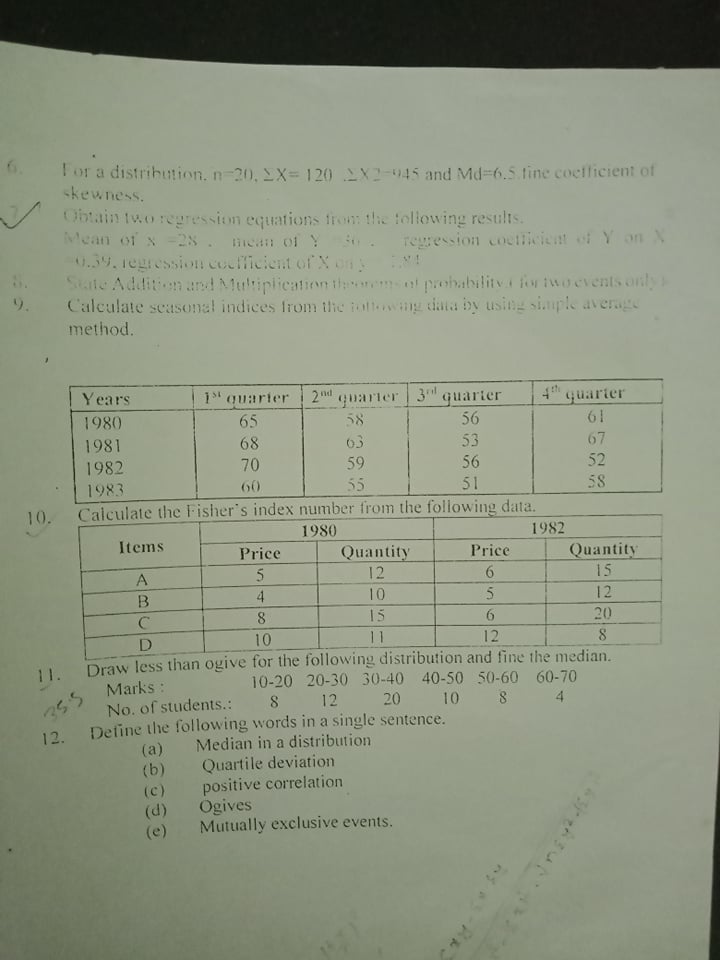 6. For a distribution, n=20, ∑X= 120 ∑X2=945 and Md=6.5 fine coefficient of
skewness.
Obtain two regression equations from the following results.
Mean of x =28 . mean of Y 36 . regression coefficient of Y on X
=0.39, regression coefficient of X on y
8. State Addition and Multiplication theorems of probability ( for two events only )
9. Calculate seasonal indices from the following data by using simple average
method.
Years 1st quarter 2nd quarter 3rd quarter 4th quarter
1980 65 58 56 61
1981 68 63 53 67
1982 70 59 56 52
1983 60 55 51 58
10. Calculate the Fisher's index number from the following data.
Items 1980 1982
Price Quantity Price Quantity
A 5 12 6 15
B 4 10 5 12
C 8 15 6 20
D 10 11 12 8
11. Draw less than ogive for the following distribution and fine the median.
Marks : 10-20 20-30 30-40 40-50 50-60 60-70
No. of students.: 8 12 20 10 8 4
12. Define the following words in a single sentence.
(a) Median in a distribution
(b) Quartile deviation
(c) positive correlation
(d) Ogives
(e) Mutually exclusive events.